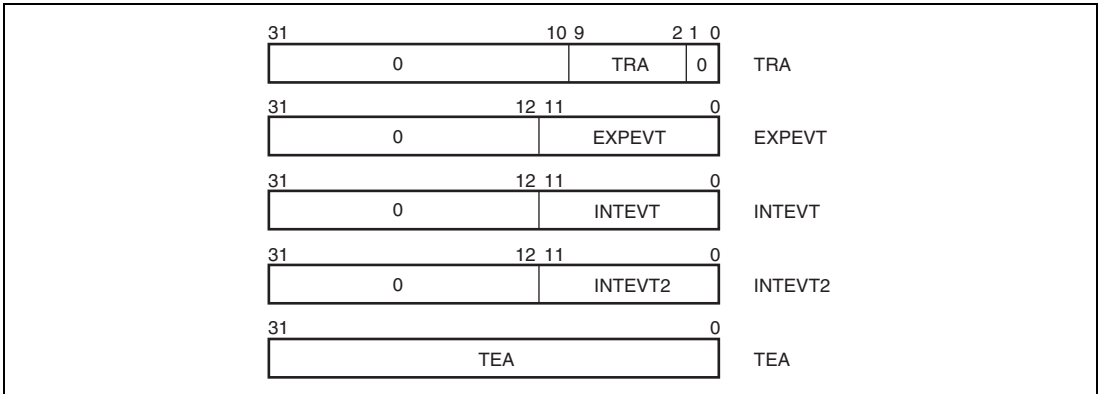 31 10 9 2 1 0
0 TRA 0 TRA
31 12 11 0
0 EXPEVT EXPEVT
31 12 11 0
0 INTEVT INTEVT
31 12 11 0
0 INTEVT2 INTEVT2
31 0
TEA TEA